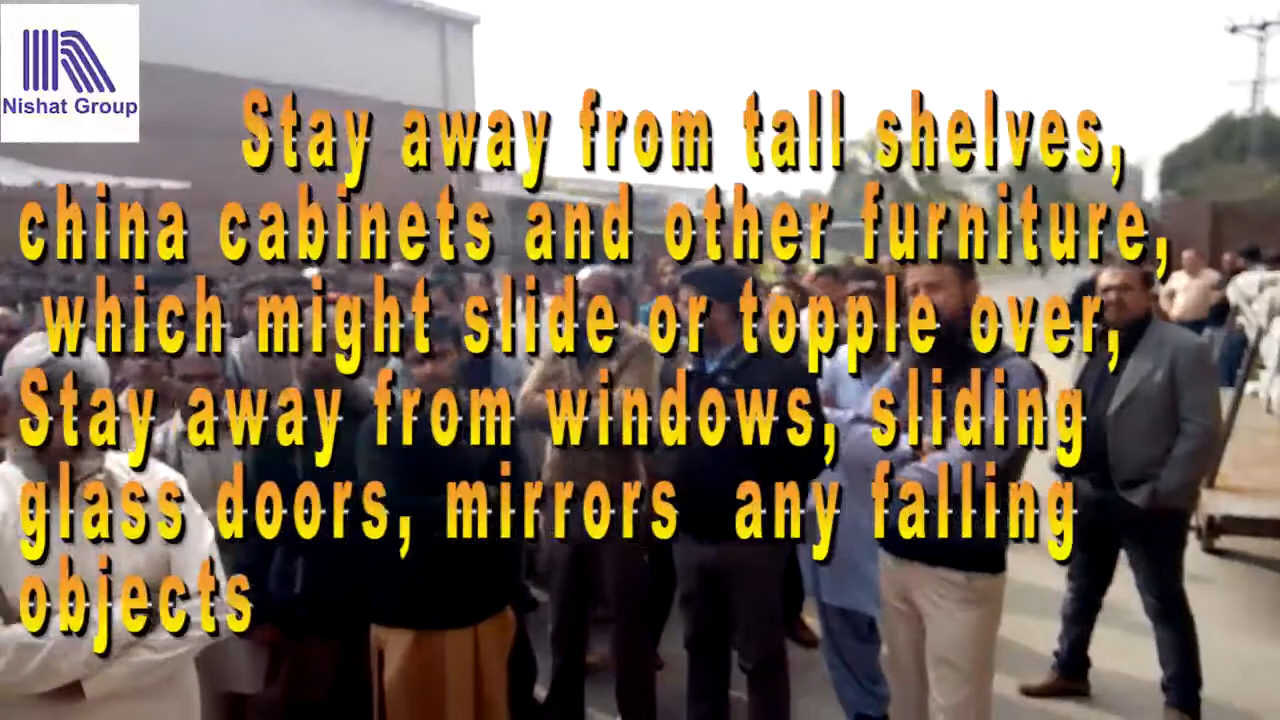 Nishat Group
Stay away from tall shelves,
china cabinets and other furniture,
which might slide or topple over,
Stay away from windows, sliding
glass doors, mirrors any falling
objects